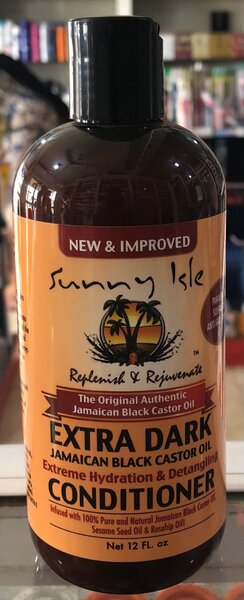 NEW & IMPROVED
Sunny Isle
TM
Replenish & Rejuvenate
The Original Authentic
Jamaican Black Castor Oil
EXTRA DARK
JAMAICAN BLACK CASTOR OIL
Extreme Hydration & Detangling
CONDITIONER
Infused with 100% Pure and Natural Jamaican Black Castor Oil,
Sesame Seed Oil & Rosehip Oil!
Net 12 FL. oz